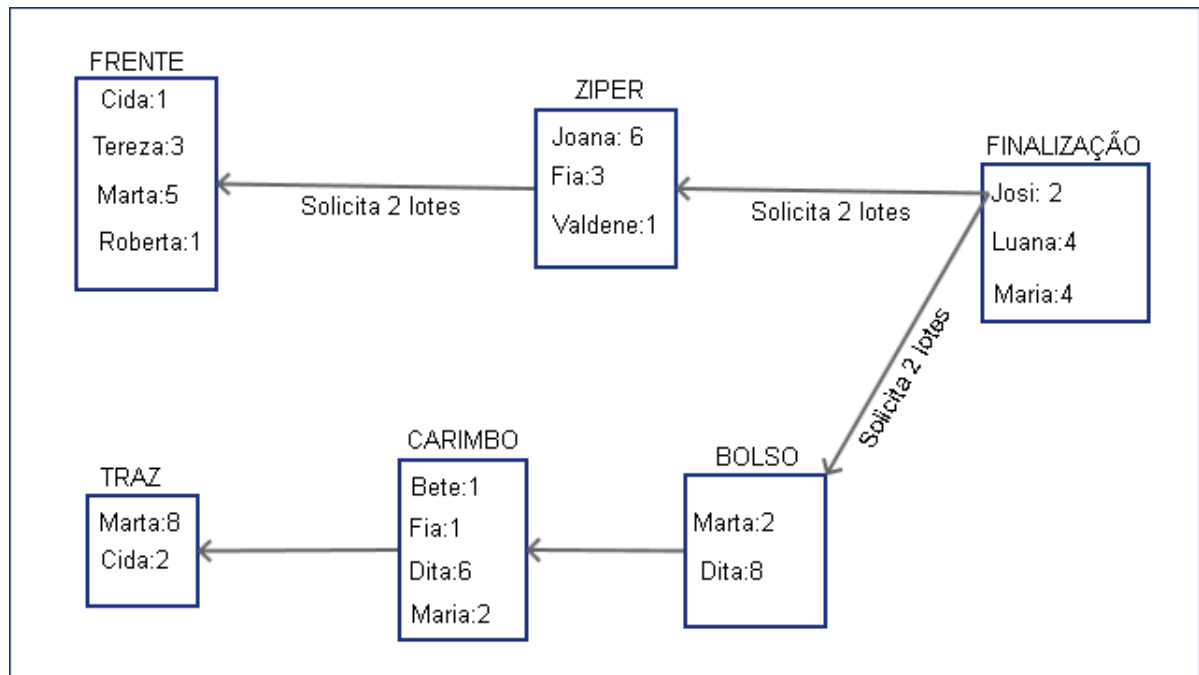 FRENTE
Cida:1
Tereza:3
Marta:5
Roberta:1
Solicita 2 lotes
ZIPER
Joana: 6
Fia:3
Valdene:1
Solicita 2 lotes
FINALIZAÇÃO
Josi: 2
Luana:4
Maria:4
Solicita 2 lotes
TRAZ
Marta:8
Cida:2
CARIMBO
Bete:1
Fia:1
Dita:6
Maria:2
BOLSO
Marta:2
Dita:8